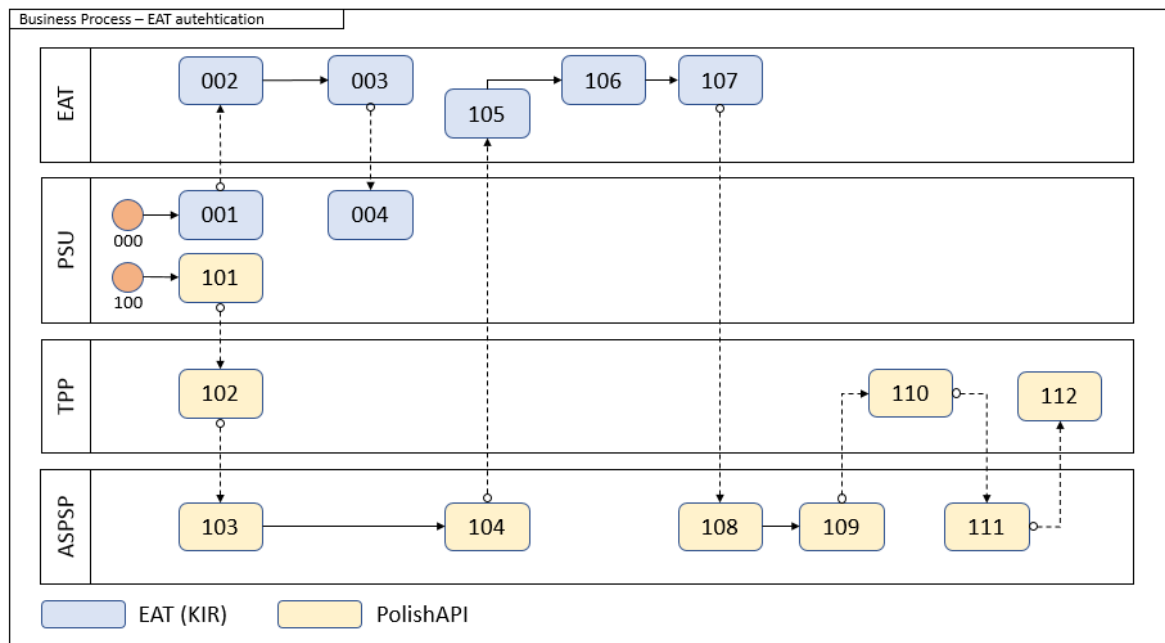 Business Process – EAT autehtication
EAT
002
003
105
106
107
PSU
000
001
004
100
101
TPP
102
110
112
ASPSP
103
104
108
109
111
EAT (KIR)
PolishAPI